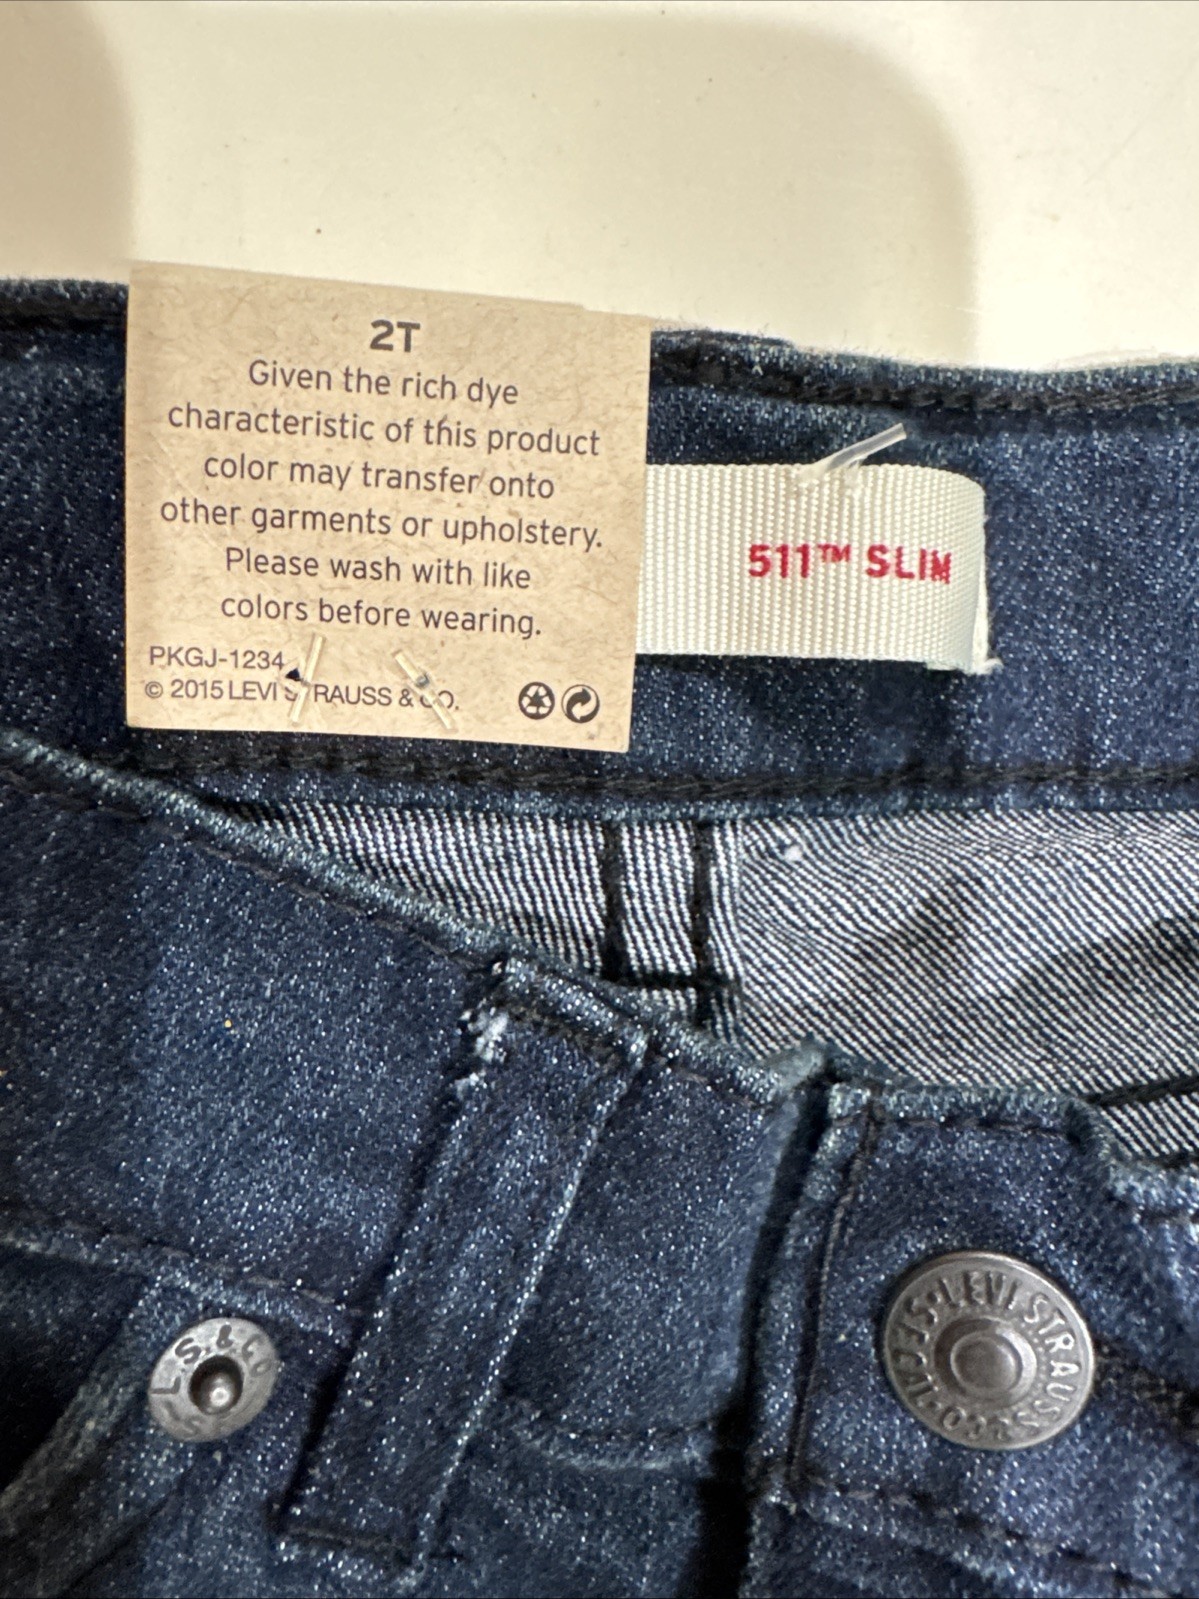 2T
Given the rich dye
characteristic of this product
color may transfer onto
other garments or upholstery.
Please wash with like
colors before wearing.
PKGJ-1234
© 2015 LEVI STRAUSS & CO.
511™ SLIM
L.S.&CO
S
LEVI STRAUSS&CO.